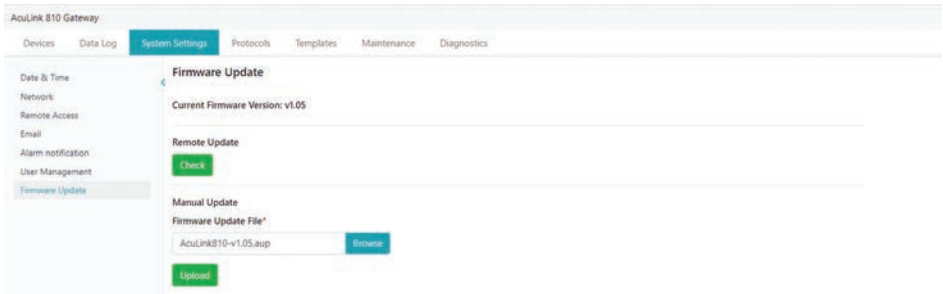 AcuLink 810 Gateway
Devices Data Log System Settings Protocols Templates Maintenance Diagnostics
Date & Time
Network
Remote Access
Email
Alarm notification
User Management
Firmware Update
Firmware Update
Current Firmware Version: v1.05
Remote Update
Check
Manual Update
Firmware Update File*
AcuLink810-v1.05.aup Browse
Upload